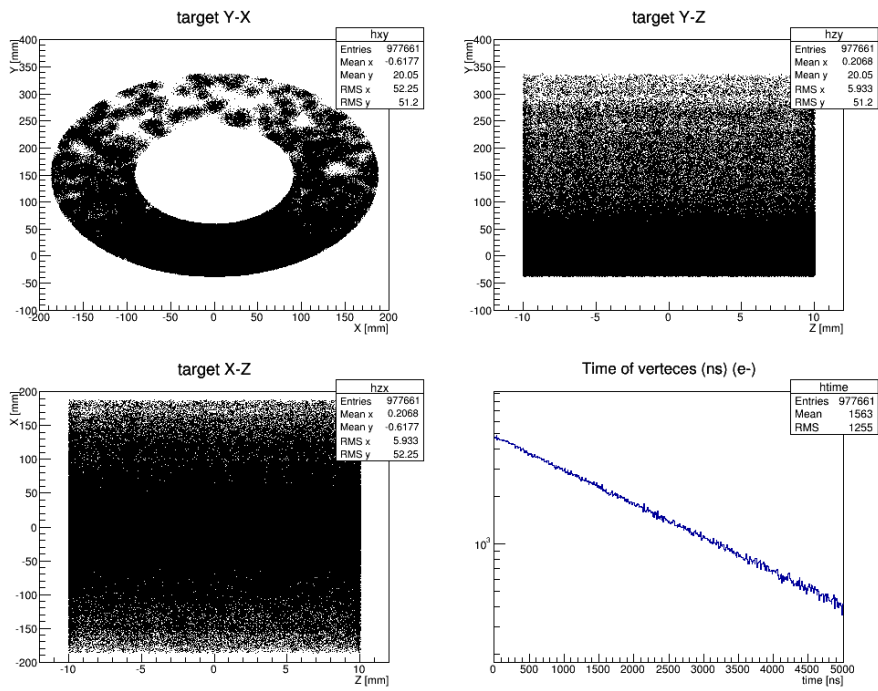 target Y-X
hxy
Entries 977661
Mean x -0.6177
Mean y 20.05
RMS x 52.25
RMS y 51.2
Y [mm]
400
350
300
250
200
150
100
50
0
-50
-100
-200 -150 -100 -50 0 50 100 150 200
X [mm]
target Y-Z
hzy
Entries 977661
Mean x 0.2068
Mean y 20.05
RMS x 5.933
RMS y 51.2
Y [mm]
400
350
300
250
200
150
100
50
0
-50
-100
-10 -5 0 5 10
Z [mm]
target X-Z
hzx
Entries 977661
Mean x 0.2068
Mean y -0.6177
RMS x 5.933
RMS y 52.25
X [mm]
200
150
100
50
0
-50
-100
-150
-200
-10 -5 0 5 10
Z [mm]
Time of verteces (ns) (e-)
htime
Entries 977661
Mean 1563
RMS 1255
10³
0 500 1000 1500 2000 2500 3000 3500 4000 4500 5000
time [ns]